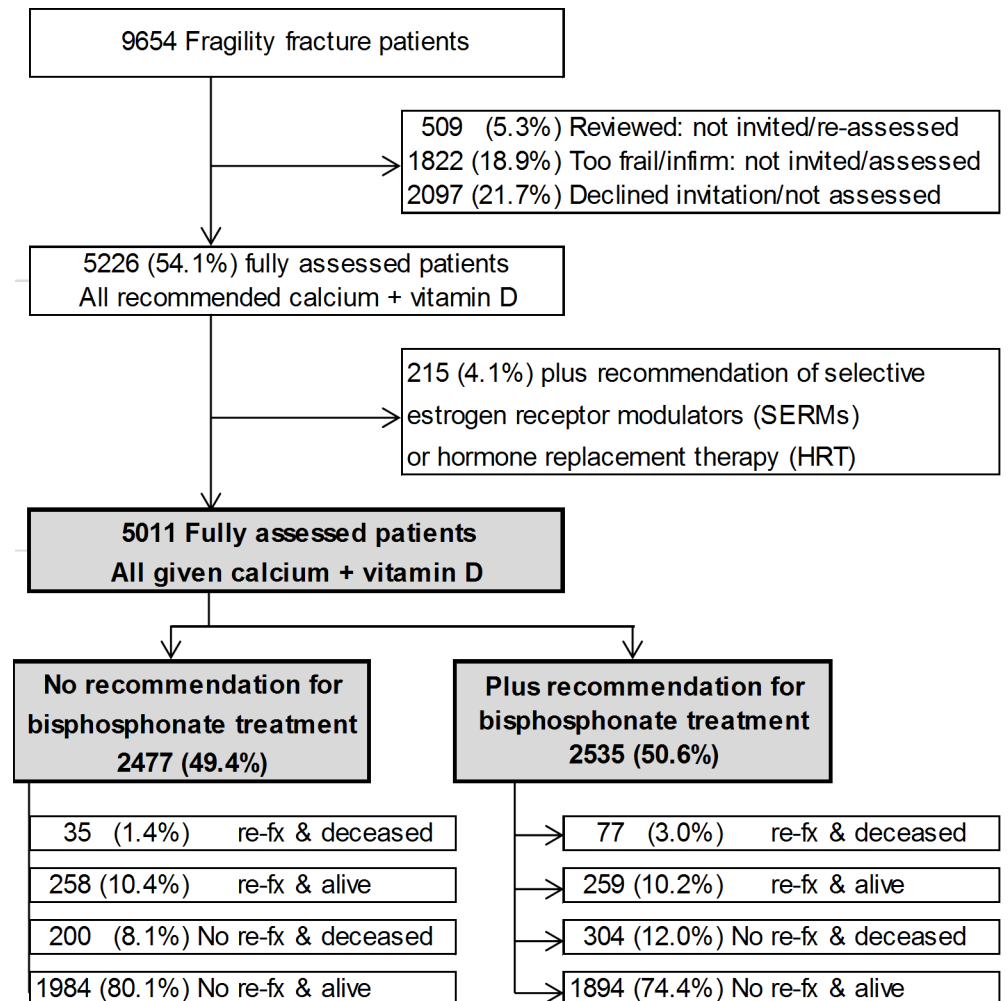 9654 Fragility fracture patients
509 (5.3%) Reviewed: not invited/re-assessed
1822 (18.9%) Too frail/infirm: not invited/assessed
2097 (21.7%) Declined invitation/not assessed
5226 (54.1%) fully assessed patients
All recommended calcium + vitamin D
215 (4.1%) plus recommendation of selective
estrogen receptor modulators (SERMs)
or hormone replacement therapy (HRT)
5011 Fully assessed patients
All given calcium + vitamin D
No recommendation for
bisphosphonate treatment
2477 (49.4%)
Plus recommendation for
bisphosphonate treatment
2535 (50.6%)
35 (1.4%) re-fx & deceased
258 (10.4%) re-fx & alive
200 (8.1%) No re-fx & deceased
1984 (80.1%) No re-fx & alive
77 (3.0%) re-fx & deceased
259 (10.2%) re-fx & alive
304 (12.0%) No re-fx & deceased
1894 (74.4%) No re-fx & alive